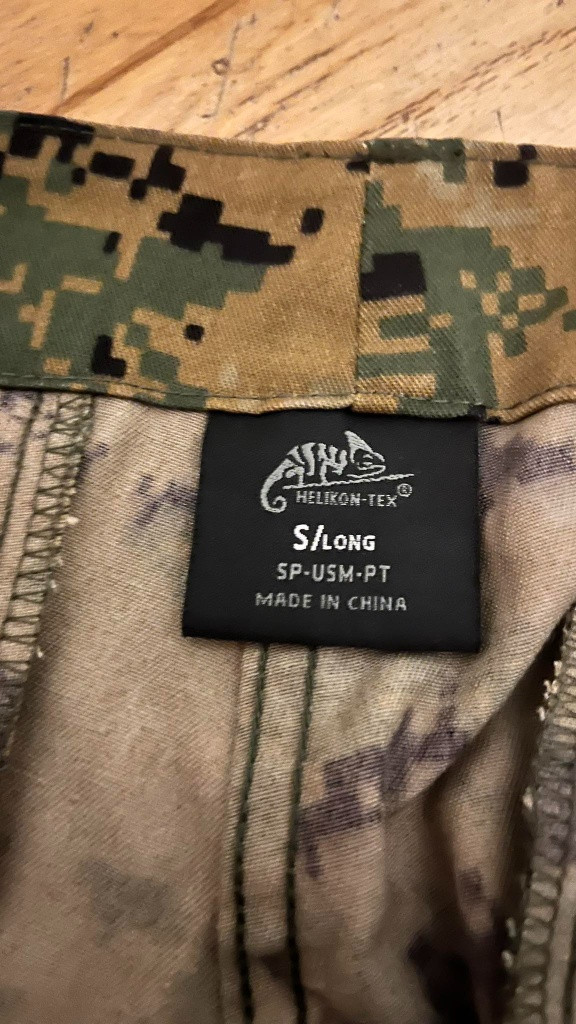 HELIKON-TEX®
S/LONG
SP-USM-PT
MADE IN CHINA